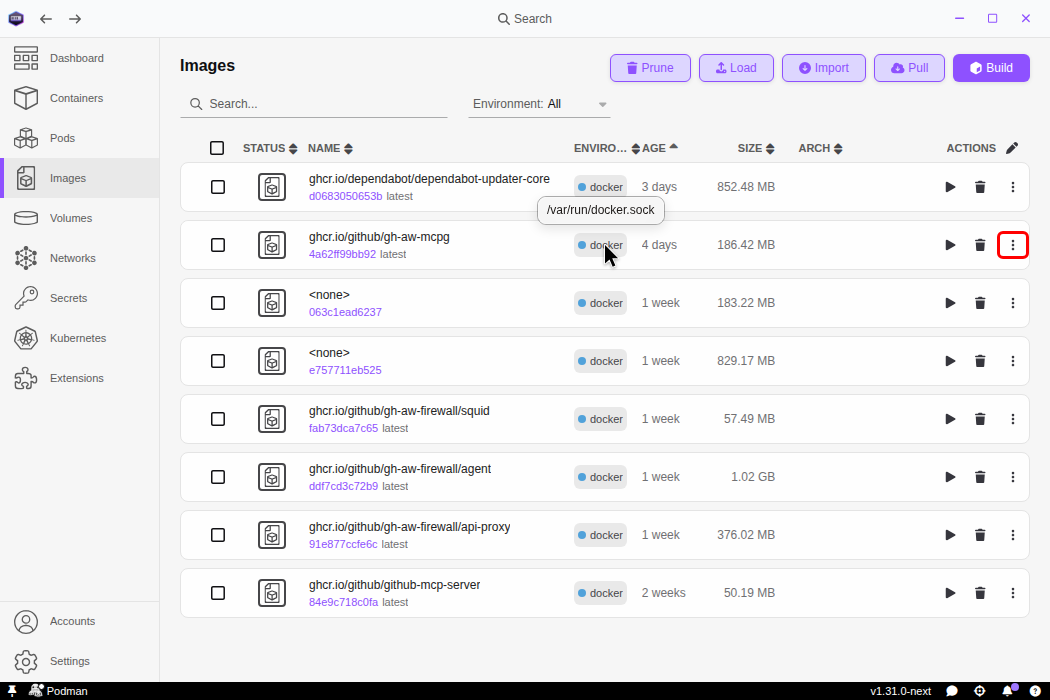 Search
Dashboard
Containers
Pods
Images
Volumes
Networks
Secrets
Kubernetes
Extensions
Accounts
Settings
Images
Prune
Load
Import
Pull
Build
Search...
Environment: All
STATUS NAME ENVIRO... AGE SIZE ARCH ACTIONS
ghcr.io/dependabot/dependabot-updater-core
d0683050653b latest
docker 3 days 852.48 MB
/var/run/docker.sock
ghcr.io/github/gh-aw-mcpg
4a62ff99bb92 latest
docker 4 days 186.42 MB
<none>
063c1ead6237
docker 1 week 183.22 MB
<none>
e757711eb525
docker 1 week 829.17 MB
ghcr.io/github/gh-aw-firewall/squid
fab73dca7c65 latest
docker 1 week 57.49 MB
ghcr.io/github/gh-aw-firewall/agent
ddf7cd3c72b9 latest
docker 1 week 1.02 GB
ghcr.io/github/gh-aw-firewall/api-proxy
91e877ccfe6c latest
docker 1 week 376.02 MB
ghcr.io/github/github-mcp-server
84e9c718c0fa latest
docker 2 weeks 50.19 MB
Podman
v1.31.0-next